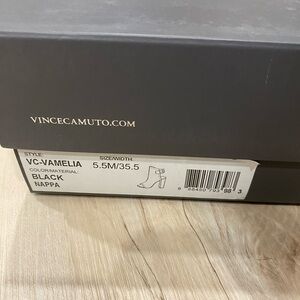 VINCECAMUTO.COM
STYLE
VC-VAMELIA
SIZE/WIDTH
5.5M/35.5
COLOR/MATERIAL
BLACK
NAPPA